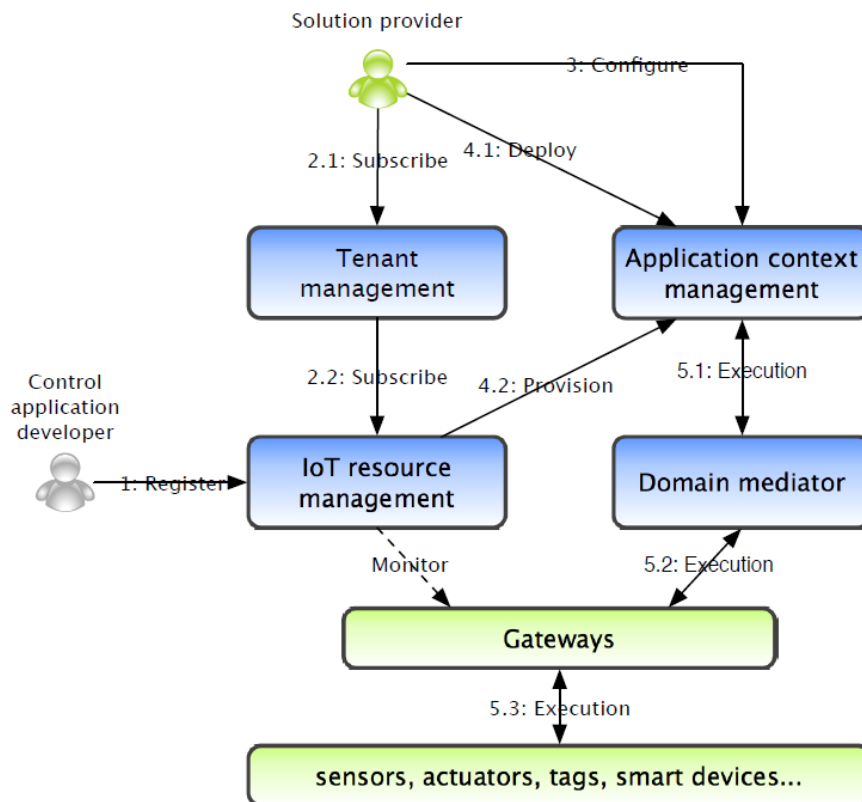 Solution provider
3: Configure
4.1: Deploy
2.1: Subscribe
Tenant
management
Application context
management
2.2: Subscribe
4.2: Provision
5.1: Execution
Control
application
developer
1: Register
IoT resource
management
Domain mediator
Monitor
5.2: Execution
Gateways
5.3: Execution
sensors, actuators, tags, smart devices...